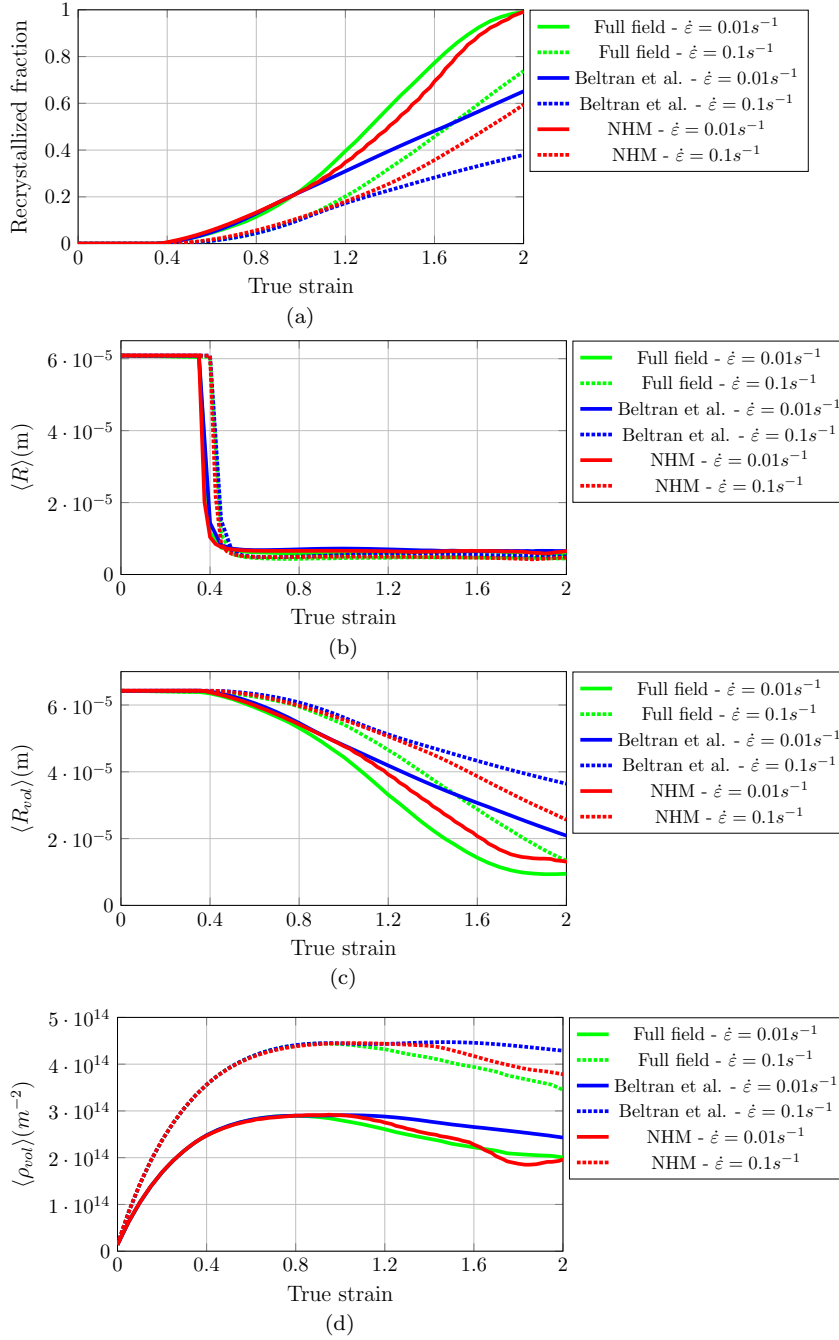 Recrystallized fraction
1
0.8
0.6
0.4
0.2
0
0 0.4 0.8 1.2 1.6 2
True strain
Full field - ε̇ = 0.01s⁻¹
Full field - ε̇ = 0.1s⁻¹
Beltran et al. - ε̇ = 0.01s⁻¹
Beltran et al. - ε̇ = 0.1s⁻¹
NHM - ε̇ = 0.01s⁻¹
NHM - ε̇ = 0.1s⁻¹
(a)
⟨R⟩(m)
6 · 10⁻⁵
4 · 10⁻⁵
2 · 10⁻⁵
0
0 0.4 0.8 1.2 1.6 2
True strain
Full field - ε̇ = 0.01s⁻¹
Full field - ε̇ = 0.1s⁻¹
Beltran et al. - ε̇ = 0.01s⁻¹
Beltran et al. - ε̇ = 0.1s⁻¹
NHM - ε̇ = 0.01s⁻¹
NHM - ε̇ = 0.1s⁻¹
(b)
⟨R_vol⟩(m)
6 · 10⁻⁵
4 · 10⁻⁵
2 · 10⁻⁵
0
0 0.4 0.8 1.2 1.6 2
True strain
Full field - ε̇ = 0.01s⁻¹
Full field - ε̇ = 0.1s⁻¹
Beltran et al. - ε̇ = 0.01s⁻¹
Beltran et al. - ε̇ = 0.1s⁻¹
NHM - ε̇ = 0.01s⁻¹
NHM - ε̇ = 0.1s⁻¹
(c)
⟨ρ_vol⟩(m⁻²)
5 · 10¹⁴
4 · 10¹⁴
3 · 10¹⁴
2 · 10¹⁴
1 · 10¹⁴
0
0 0.4 0.8 1.2 1.6 2
True strain
Full field - ε̇ = 0.01s⁻¹
Full field - ε̇ = 0.1s⁻¹
Beltran et al. - ε̇ = 0.01s⁻¹
Beltran et al. - ε̇ = 0.1s⁻¹
NHM - ε̇ = 0.01s⁻¹
NHM - ε̇ = 0.1s⁻¹
(d)